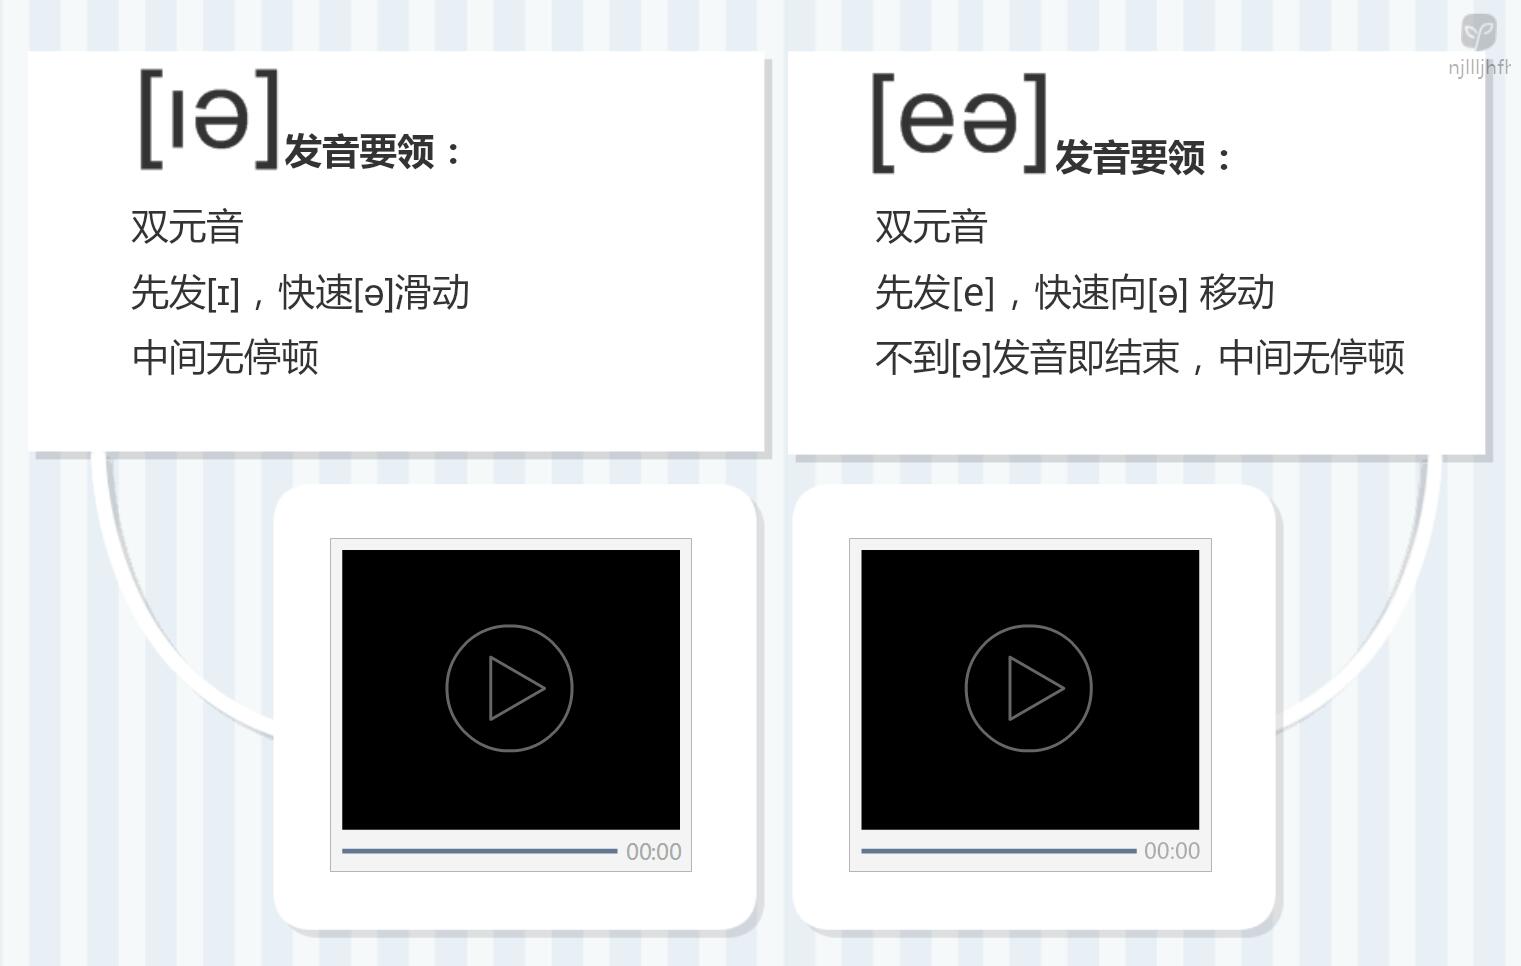 [ɪə]发音要领：
双元音
先发[ɪ]，快速[ə]滑动
中间无停顿
[eə]发音要领：
双元音
先发[e]，快速向[ə] 移动
不到[ə]发音即结束，中间无停顿
00:00
00:00